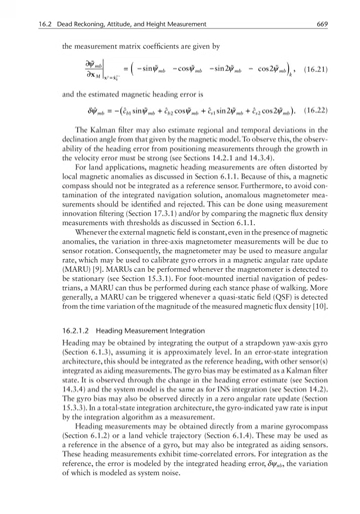 16.2 Dead Reckoning, Attitude, and Height Measurement 669
the measurement matrix coefficients are given by
(16.21)
and the estimated magnetic heading error is
(16.22)
The Kalman filter may also estimate regional and temporal deviations in the
declination angle from that given by the magnetic model. To observe this, the observ-
ability of the heading error from positioning measurements through the growth in
the velocity error must be strong (see Sections 14.2.1 and 14.3.4).
For land applications, magnetic heading measurements are often distorted by
local magnetic anomalies as discussed in Section 6.1.1. Because of this, a magnetic
compass should not be integrated as a reference sensor. Furthermore, to avoid con-
tamination of the integrated navigation solution, anomalous magnetometer mea-
surements should be identified and rejected. This can be done using measurement
innovation filtering (Section 17.3.1) and/or by comparing the magnetic flux density
measurements with thresholds as discussed in Section 6.1.1.
Whenever the external magnetic field is constant, even in the presence of magnetic
anomalies, the variation in three-axis magnetometer measurements will be due to
sensor rotation. Consequently, the magnetometer may be used to measure angular
rate, which may be used to calibrate gyro errors in a magnetic angular rate update
(MARU) [9]. MARUs can be performed whenever the magnetometer is detected to
be stationary (see Section 15.3.1). For foot-mounted inertial navigation of pedes-
trians, a MARU can thus be performed during each stance phase of walking. More
generally, a MARU can be triggered whenever a quasi-static field (QSF) is detected
from the time variation of the magnitude of the measured magnetic flux density [10].
16.2.1.2 Heading Measurement Integration
Heading may be obtained by integrating the output of a strapdown yaw-axis gyro
(Section 6.1.3), assuming it is approximately level. In an error-state integration
architecture, this should be integrated as the reference heading, with other sensor(s)
integrated as aiding measurements. The gyro bias may be estimated as a Kalman filter
state. It is observed through the change in the heading error estimate (see Section
14.3.4) and the system model is the same as for INS integration (see Section 14.2).
The gyro bias may also be observed directly in a zero angular rate update (Section
15.3.3). In a total-state integration architecture, the gyro-indicated yaw rate is input
by the integration algorithm as a measurement.
Heading measurements may be obtained directly from a marine gyrocompass
(Section 6.1.2) or a land vehicle trajectory (Section 6.1.4). These may be used as
a reference in the absence of a gyro, but may also be integrated as aiding sensors.
These heading measurements exhibit time-correlated errors. For integration as the
reference, the error is modeled by the integrated heading error, δψnb, the variation
of which is modeled as system noise.